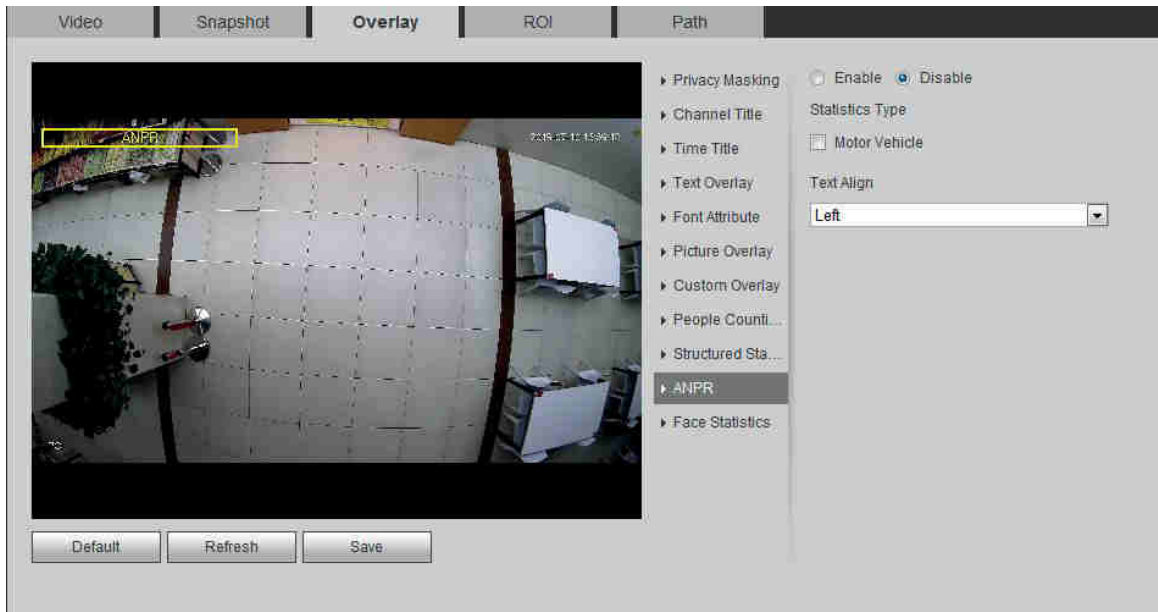 Video Snapshot Overlay ROI Path
ANPR
Privacy Masking
Channel Title
Time Title
Text Overlay
Font Attribute
Picture Overlay
Custom Overlay
People Counti...
Structured Sta...
ANPR
Face Statistics
Enable Disable
Statistics Type
Motor Vehicle
Text Align
Left
Default Refresh Save